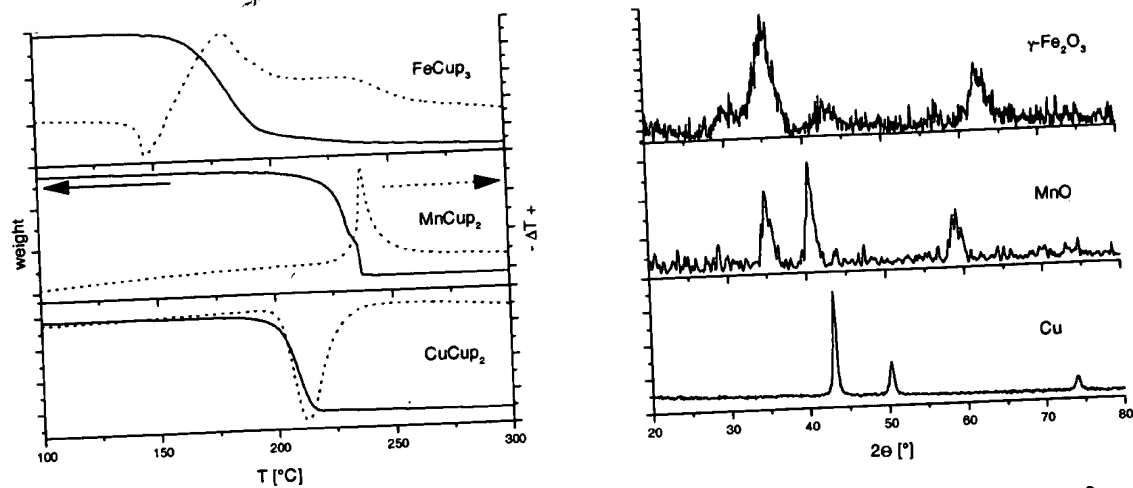 FeCup₃
MnCup₂
CuCup₂
weight
- ΔT +
100
150
200
250
300
T [°C]
γ-Fe₂O₃
MnO
Cu
20
30
40
50
60
70
80
2Θ [°]